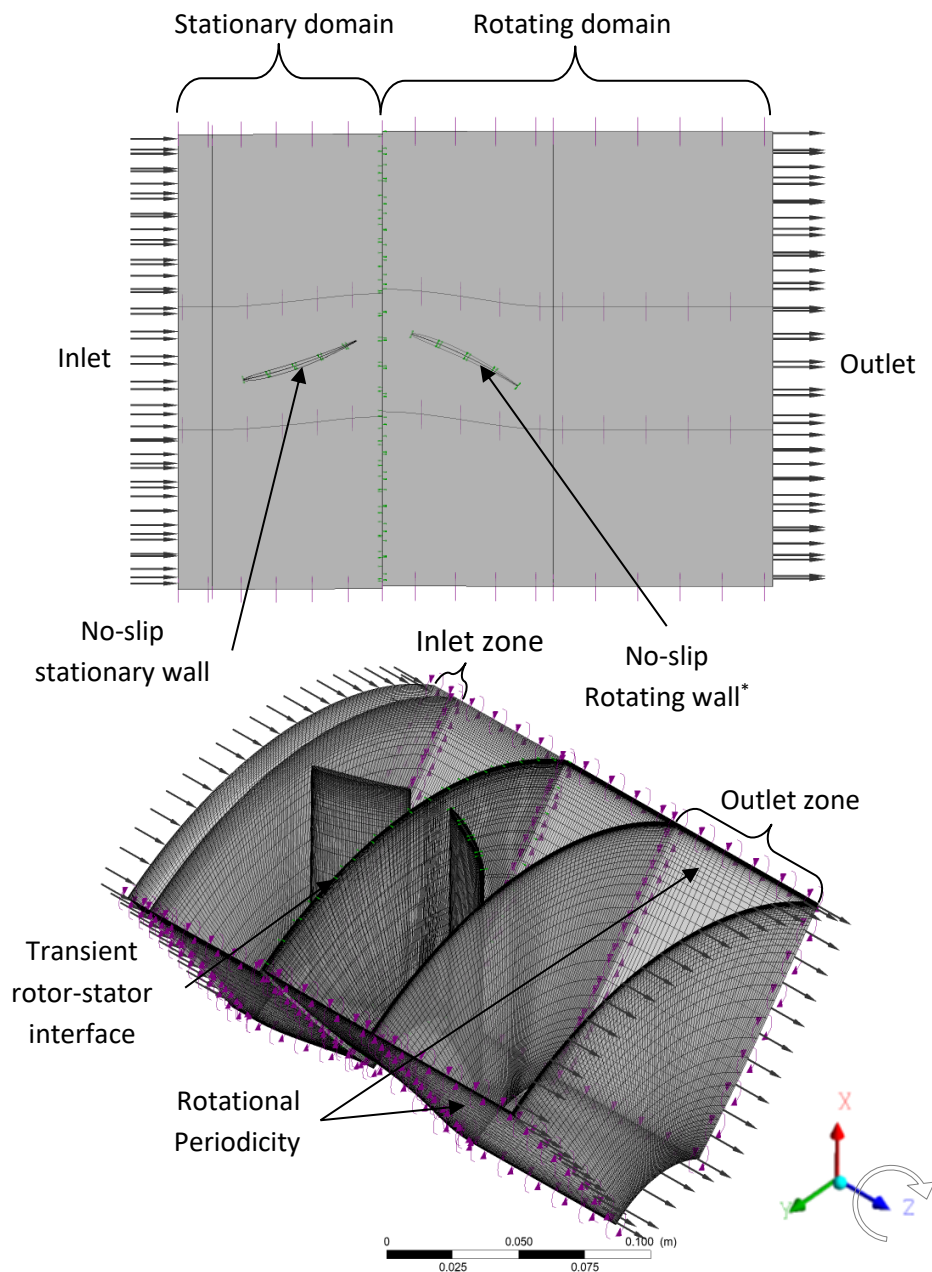 Stationary domain
Rotating domain
Inlet
Outlet
No-slip
stationary wall
Inlet zone
No-slip
Rotating wall*
Outlet zone
Transient
rotor-stator
interface
Rotational
Periodicity
X
Y
Z
0
0.050
0.100 (m)
0.025
0.075